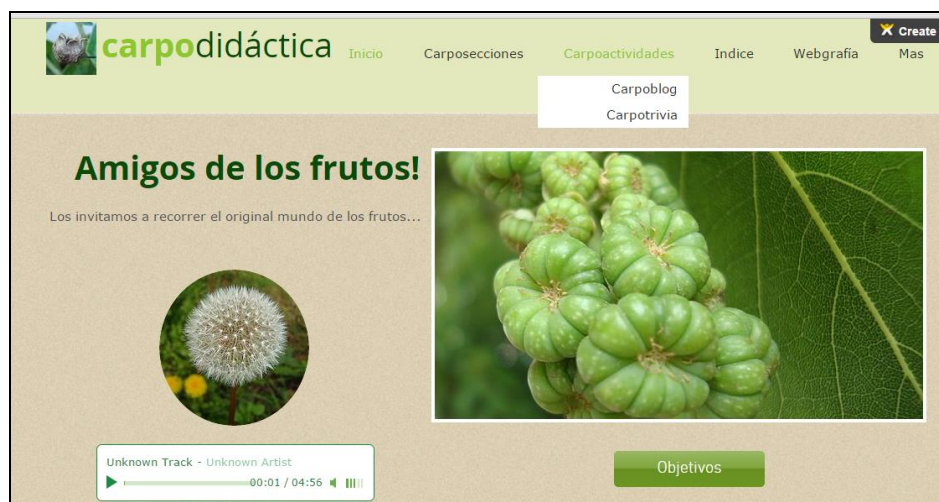 carpodidáctica
Inicio Carposecciones Carpoactividades Indice Webgrafía Mas
Create
Carpoblog
Carpotrivia
Amigos de los frutos!
Los invitamos a recorrer el original mundo de los frutos...
Unknown Track - Unknown Artist
00:01 / 04:56
Objetivos